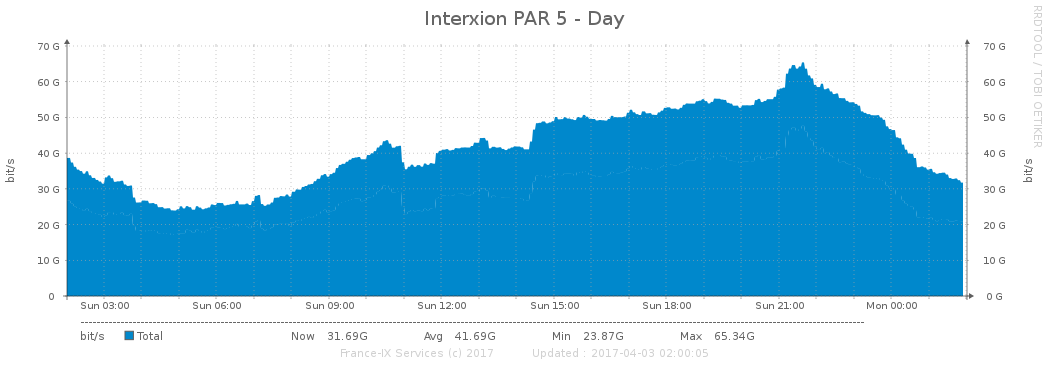 Interxion PAR 5 - Day
RRDTOOL / TOBI OETIKER
70 G 70 G
60 G 60 G
50 G 50 G
40 G 40 G
30 G 30 G
20 G 20 G
10 G 10 G
0 0 G
bit/s
bit/s
Sun 03:00 Sun 06:00 Sun 09:00 Sun 12:00 Sun 15:00 Sun 18:00 Sun 21:00 Mon 00:00
bit/s Total Now 31.69G Avg 41.69G Min 23.87G Max 65.34G
France-IX Services (c) 2017 Updated : 2017-04-03 02:00:05